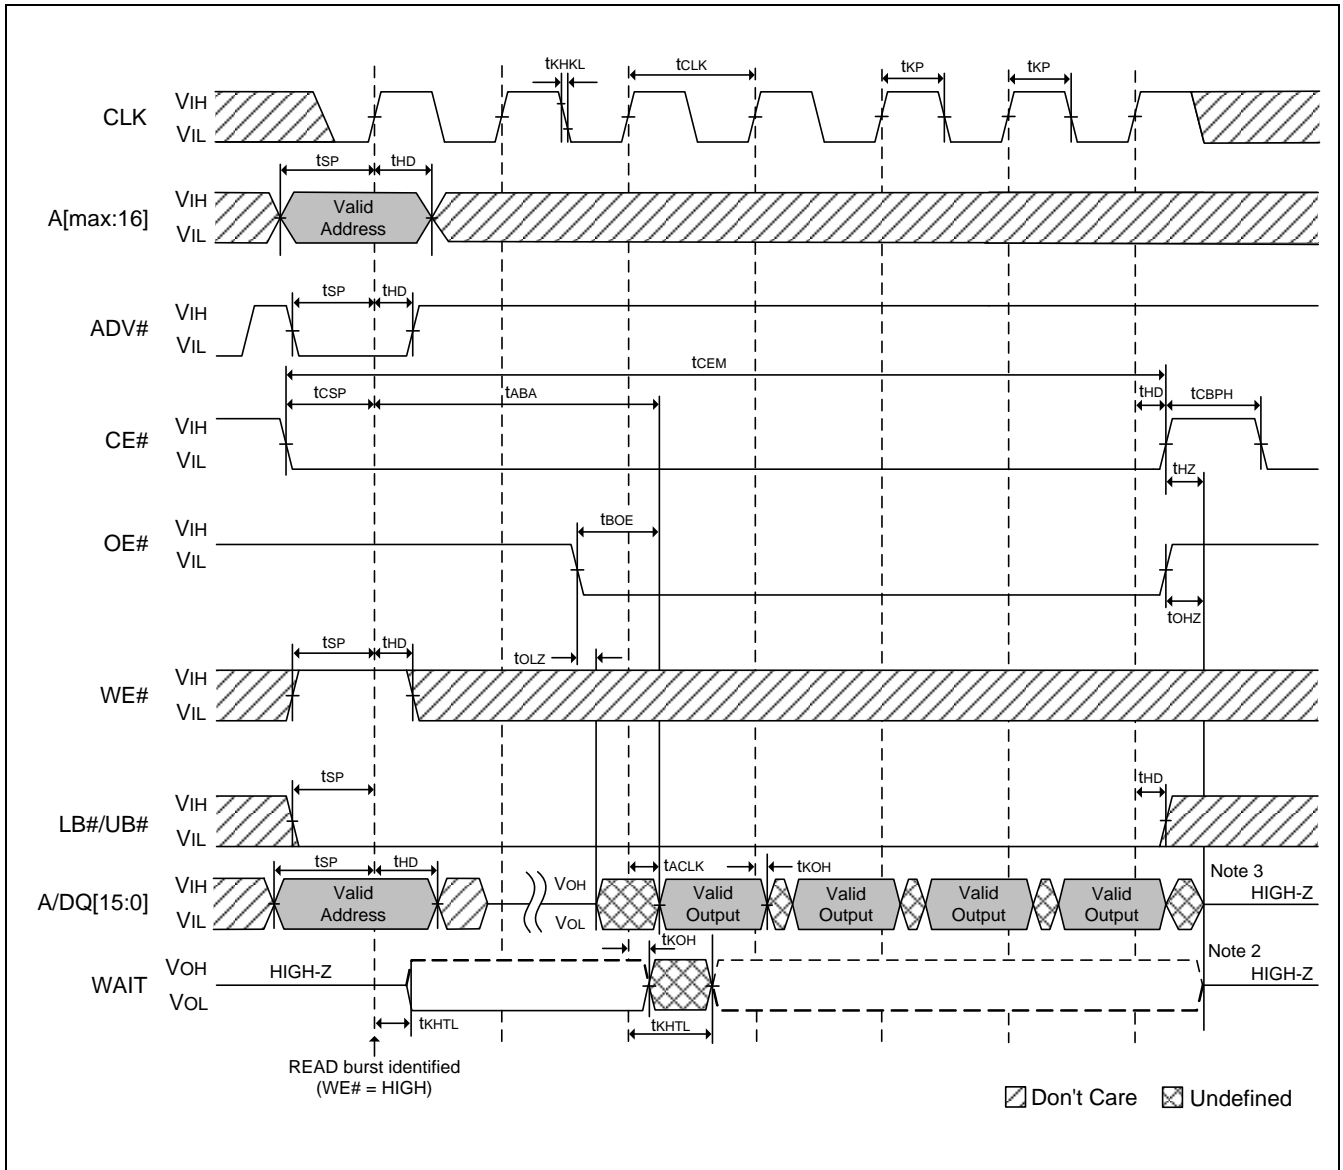 tKHKL
tCLK
tKP
tKP
CLK
VIH
VIL
tSP
tHD
A[max:16]
VIH
VIL
Valid
Address
tSP
tHD
ADV#
VIH
VIL
tCEM
tCSP
tABA
tHD
tCBPH
CE#
VIH
VIL
tHZ
tBOE
OE#
VIH
VIL
tOHZ
tSP
tHD
tOLZ
WE#
VIH
VIL
tSP
tHD
LB#/UB#
VIH
VIL
tSP
tHD
tACLK
tKOH
A/DQ[15:0]
VIH
VIL
Valid
Address
VOH
VOL
Valid
Output
Valid
Output
Valid
Output
Valid
Output
Note 3
HIGH-Z
tKOH
WAIT
VOH
VOL
HIGH-Z
Note 2
HIGH-Z
tKHTL
tKHTL
READ burst identified
(WE# = HIGH)
Don't Care
Undefined